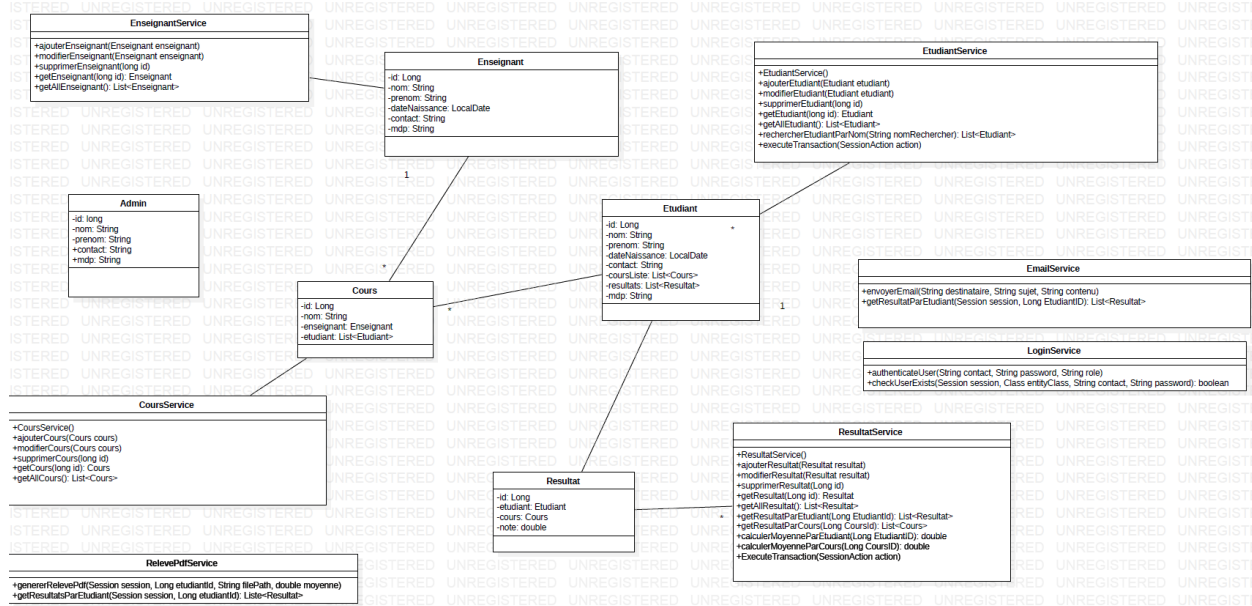 EnseignantService
+ajouterEnseignant(Enseignant enseignant)
+modifierEnseignant(Enseignant enseignant)
+supprimerEnseignant(long id)
+getEnseignant(long id): Enseignant
+getAllEnseignant(): List<Enseignant>
Enseignant
-id: Long
-nom: String
-prenom: String
-dateNaissance: LocalDate
-contact: String
-mdp: String
EtudiantService
+EtudiantService()
+ajouterEtudiant(Etudiant etudiant)
+modifierEtudiant(Etudiant etudiant)
+supprimerEtudiant(long id)
+getEtudiant(long id): Etudiant
+getAllEtudiant(): List<Etudiant>
+rechercherEtudiantParNom(String nomRechercher): List<Etudiant>
+executeTransaction(SessionAction action)
1
*
Admin
-id: long
-nom: String
-prenom: String
+contact: String
+mdp: String
Etudiant
-id: Long
-nom: String
-prenom: String
-dateNaissance: LocalDate
-contact: String
-coursListe: List<Cours>
-resultats: List<Resultat>
-mdp: String
*
1
Cours
-id: Long
-nom: String
-enseignant: Enseignant
-etudiant: List<Etudiant>
*
EmailService
+envoyerEmail(String destinataire, String sujet, String contenu)
+getResultatParEtudiant(Session session, Long EtudiantID): List<Resultat>
LoginService
+authenticateUser(String contact, String password, String role)
+checkUserExists(Session session, Class entityClass, String contact, String password): boolean
CoursService
+CoursService()
+ajouterCours(Cours cours)
+modifierCours(Cours cours)
+supprimerCours(long id)
+getCours(long id): Cours
+getAllCours(): List<Cours>
ResultatService
+ResultatService()
+ajouterResultat(Resultat resultat)
+modifierResultat(Resultat resultat)
+supprimerResultat(Long id)
+getResultat(Long id): Resultat
+getAllResultat(): List<Resultat>
+getResultatParEtudiant(Long EtudiantId): List<Resultat>
+getResultatParCours(Long CoursId): List<Cours>
+calculerMoyenneParEtudiant(Long EtudiantID): double
+calculerMoyenneParCours(Long CoursID): double
+ExecuteTransaction(SessionAction action)
Resultat
-id: Long
-etudiant: Etudiant
-cours: Cours
-note: double
*
RelevePdfService
+genererRelevePdf(Session session, Long etudiantId, String filePath, double moyenne)
+getResultatsParEtudiant(Session session, Long etudiantId): Liste<Resultat>
UNREGISTERED